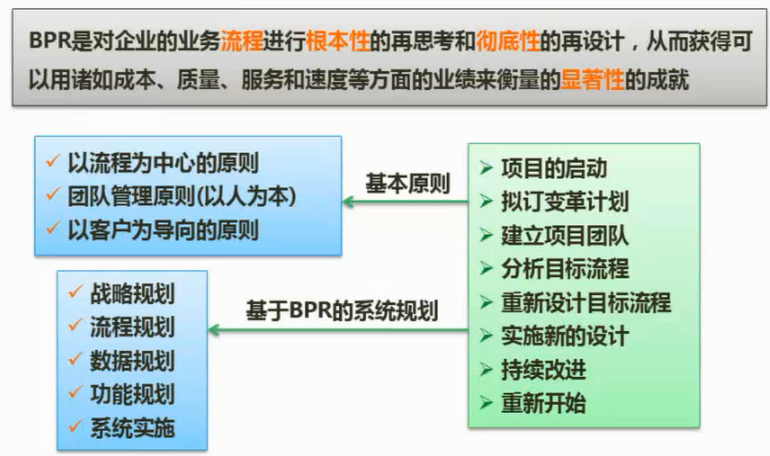 BPR是对企业的业务流程进行根本性的再思考和彻底性的再设计，从而获得可
以用诸如成本、质量、服务和速度等方面的业绩来衡量的显著性的成就
以流程为中心的原则
团队管理原则(以人为本)
以客户为导向的原则
基本原则
项目的启动
拟订变革计划
建立项目团队
分析目标流程
重新设计目标流程
实施新的设计
持续改进
重新开始
基于BPR的系统规划
战略规划
流程规划
数据规划
功能规划
系统实施